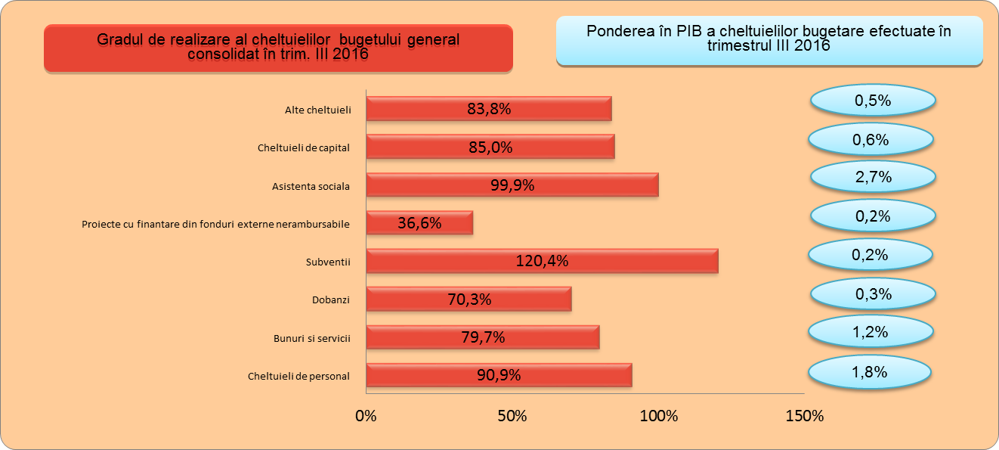 Gradul de realizare al cheltuielilor bugetului general
consolidat în trim. III 2016
Ponderea în PIB a cheltuielilor bugetare efectuate în
trimestrul III 2016
Alte cheltuieli 83,8% 0,5%
Cheltuieli de capital 85,0% 0,6%
Asistenta sociala 99,9% 2,7%
Proiecte cu finantare din fonduri externe nerambursabile 36,6% 0,2%
Subventii 120,4% 0,2%
Dobanzi 70,3% 0,3%
Bunuri si servicii 79,7% 1,2%
Cheltuieli de personal 90,9% 1,8%
0% 50% 100% 150%